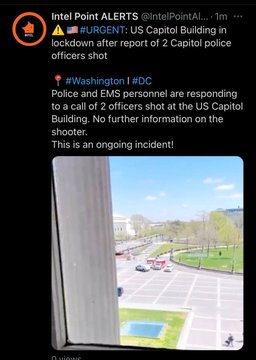 Intel Point ALERTS @IntelPointAl... · 1m ···
⚠️ 🇺🇸 #URGENT: US Capitol Building in
lockdown after report of 2 Capitol police
officers shot
📍 #Washington l #DC
Police and EMS personnel are responding
to a call of 2 officers shot at the US Capitol
Building. No further information on the
shooter.
This is an ongoing incident!
0 views